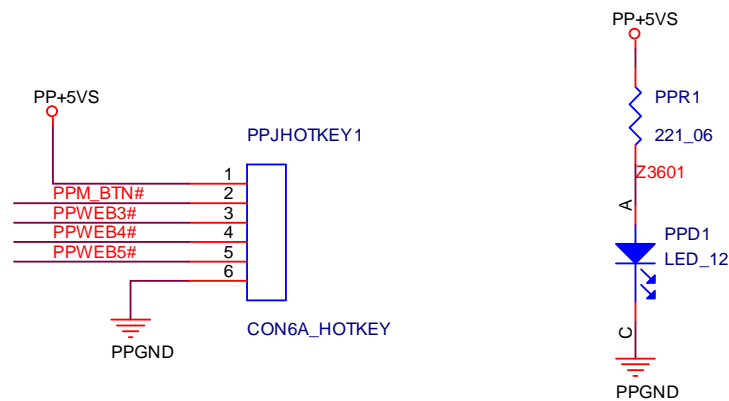 PP+5VS
PPJHOTKEY1
1
PPM_BTN# 2
PPWEB3# 3
PPWEB4# 4
PPWEB5# 5
6
PPGND
CON6A_HOTKEY
PP+5VS
PPR1
221_06
Z3601
A
PPD1
LED_12
C
PPGND